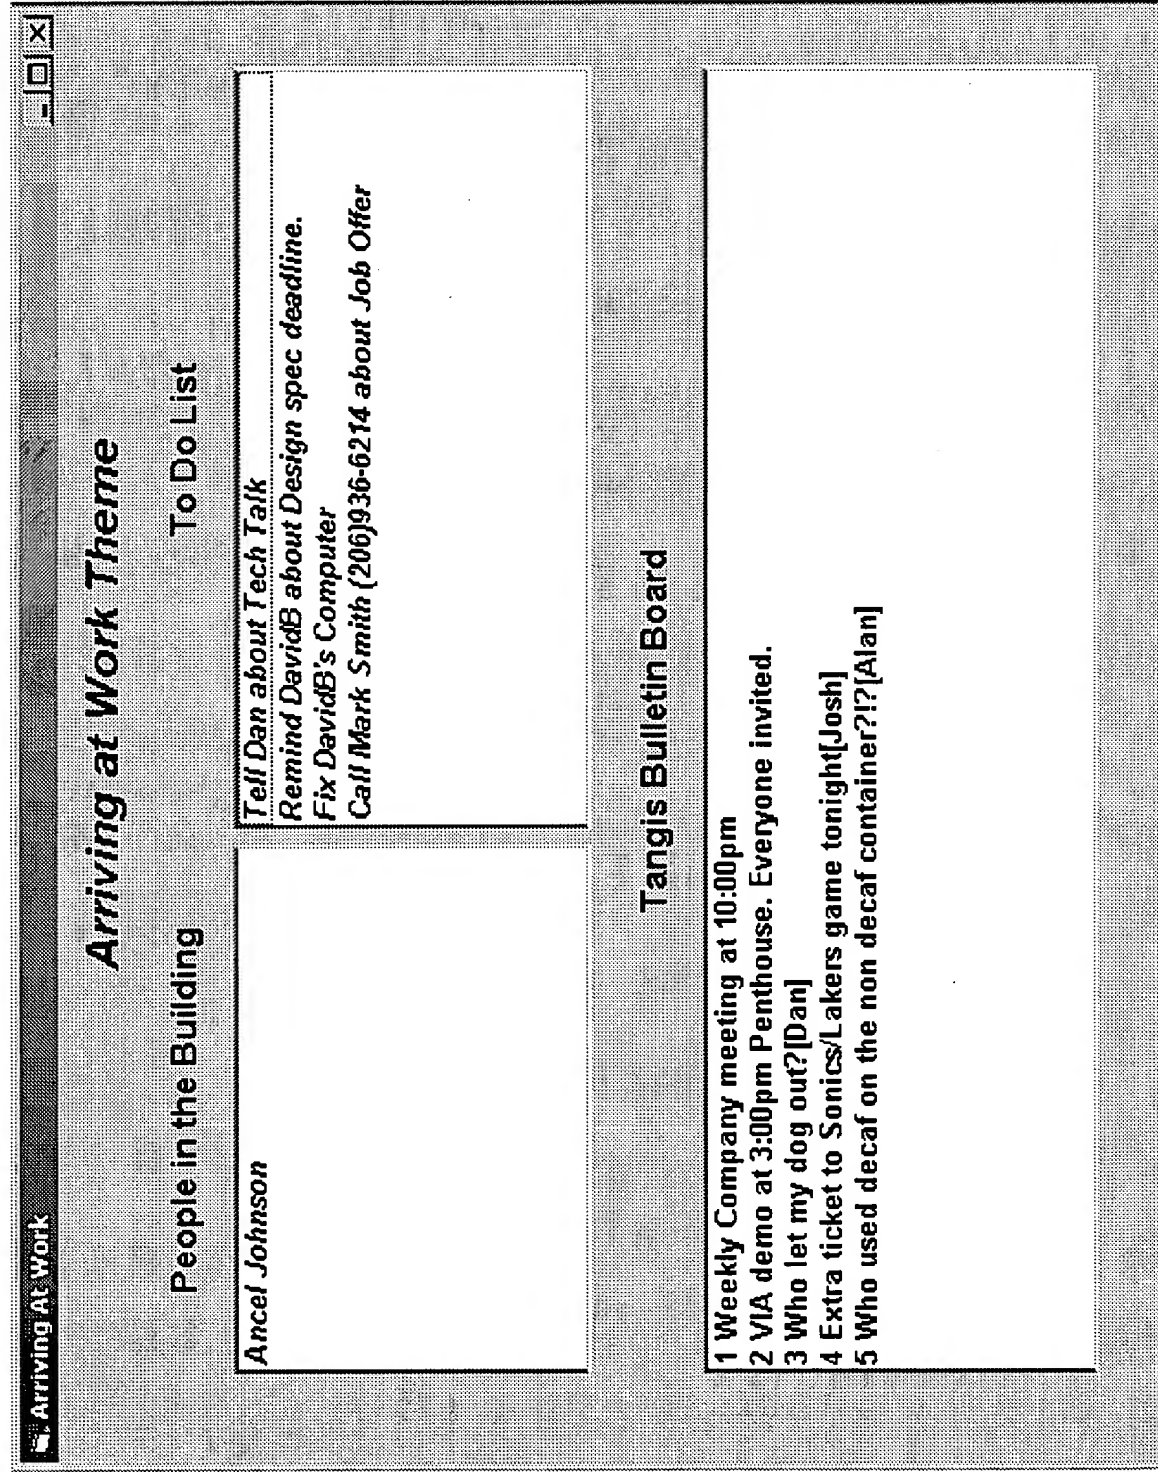 Arriving At Work
Arriving at Work Theme
People in the Building
Ancel Johnson
To Do List
Tell Dan about Tech Talk
Remind DavidB about Design spec deadline.
Fix DavidB's Computer
Call Mark Smith (206)936-6214 about Job Offer
Tangis Bulletin Board
1 Weekly Company meeting at 10:00pm
2 VIA demo at 3:00pm Penthouse. Everyone invited.
3 Who let my dog out?[Dan]
4 Extra ticket to Sonics/Lakers game tonight[Josh]
5 Who used decaf on the non decaf container?!?[Alan]